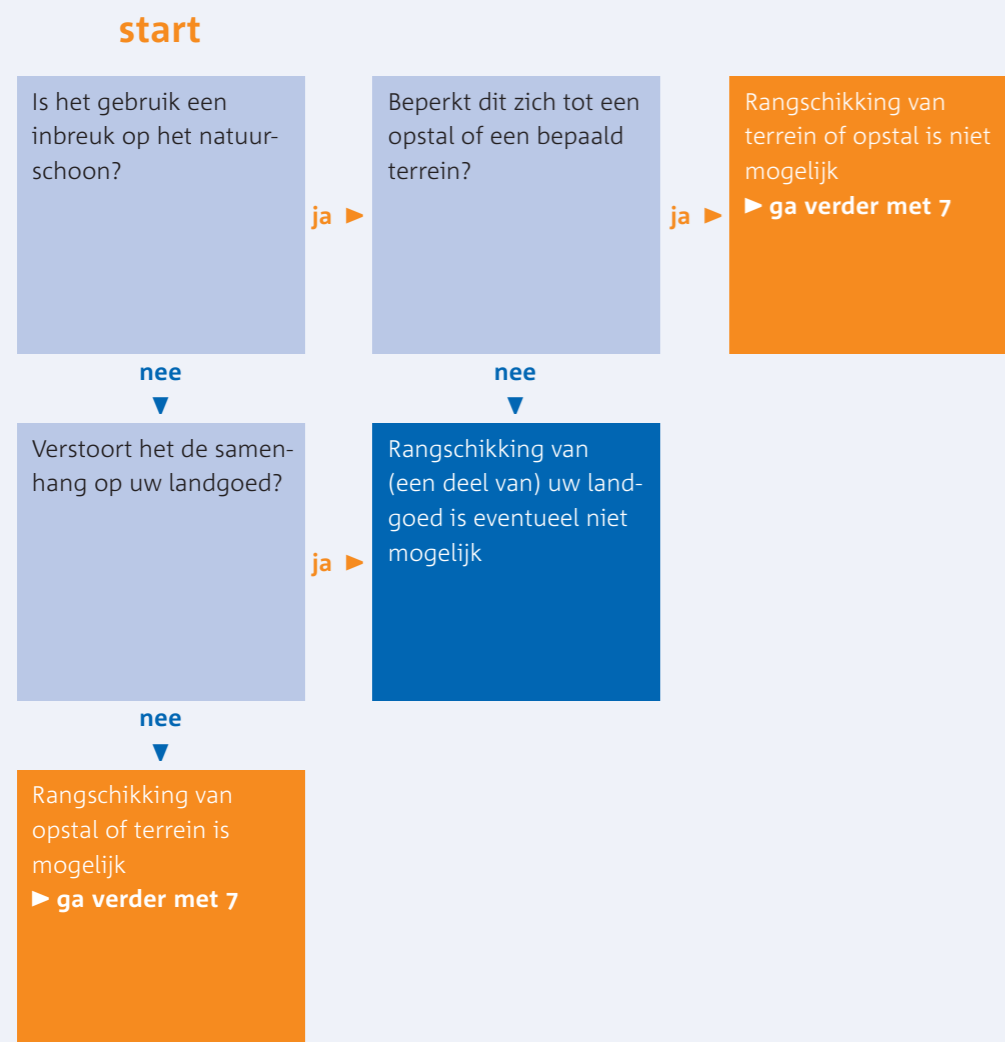 start
Is het gebruik een
inbreuk op het natuur-
schoon?
ja ►
Beperkt dit zich tot een
opstal of een bepaald
terrein?
ja ►
Rangschikking van
terrein of opstal is niet
mogelijk
► ga verder met 7
nee
▼
nee
▼
Verstoort het de samen-
hang op uw landgoed?
ja ►
Rangschikking van
(een deel van) uw land-
goed is eventueel niet
mogelijk
nee
▼
Rangschikking van
opstal of terrein is
mogelijk
► ga verder met 7